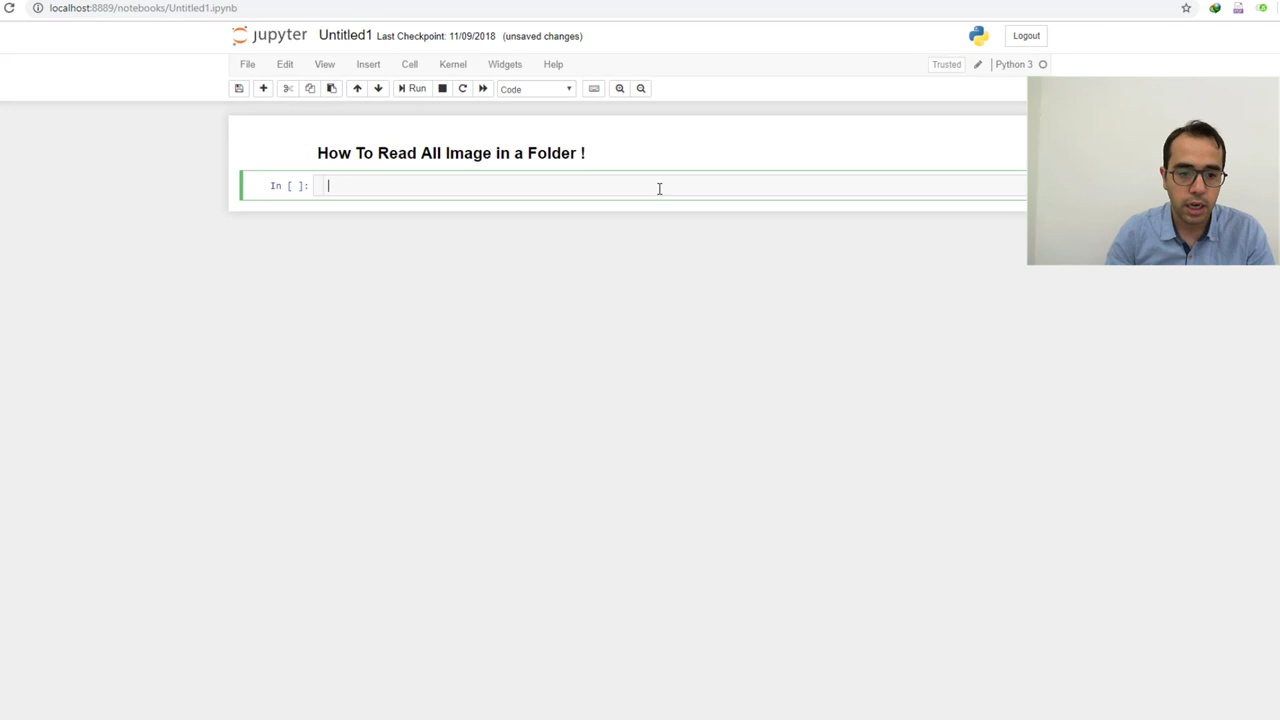 localhost:8889/notebooks/Untitled1.ipynb
jupyter Untitled1 Last Checkpoint: 11/09/2018 (unsaved changes) Logout
File Edit View Insert Cell Kernel Widgets Help Trusted Python 3
Run Code
How To Read All Image in a Folder !
In [ ]: